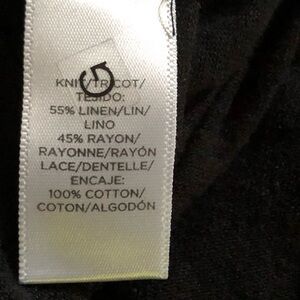 KNIT/TRICOT/
TEJIDO:
55% LINEN/LIN/
LINO
45% RAYON/
RAYONNE/RAYÓN
LACE/DENTELLE/
ENCAJE:
100% COTTON/
COTON/ALGODÓN